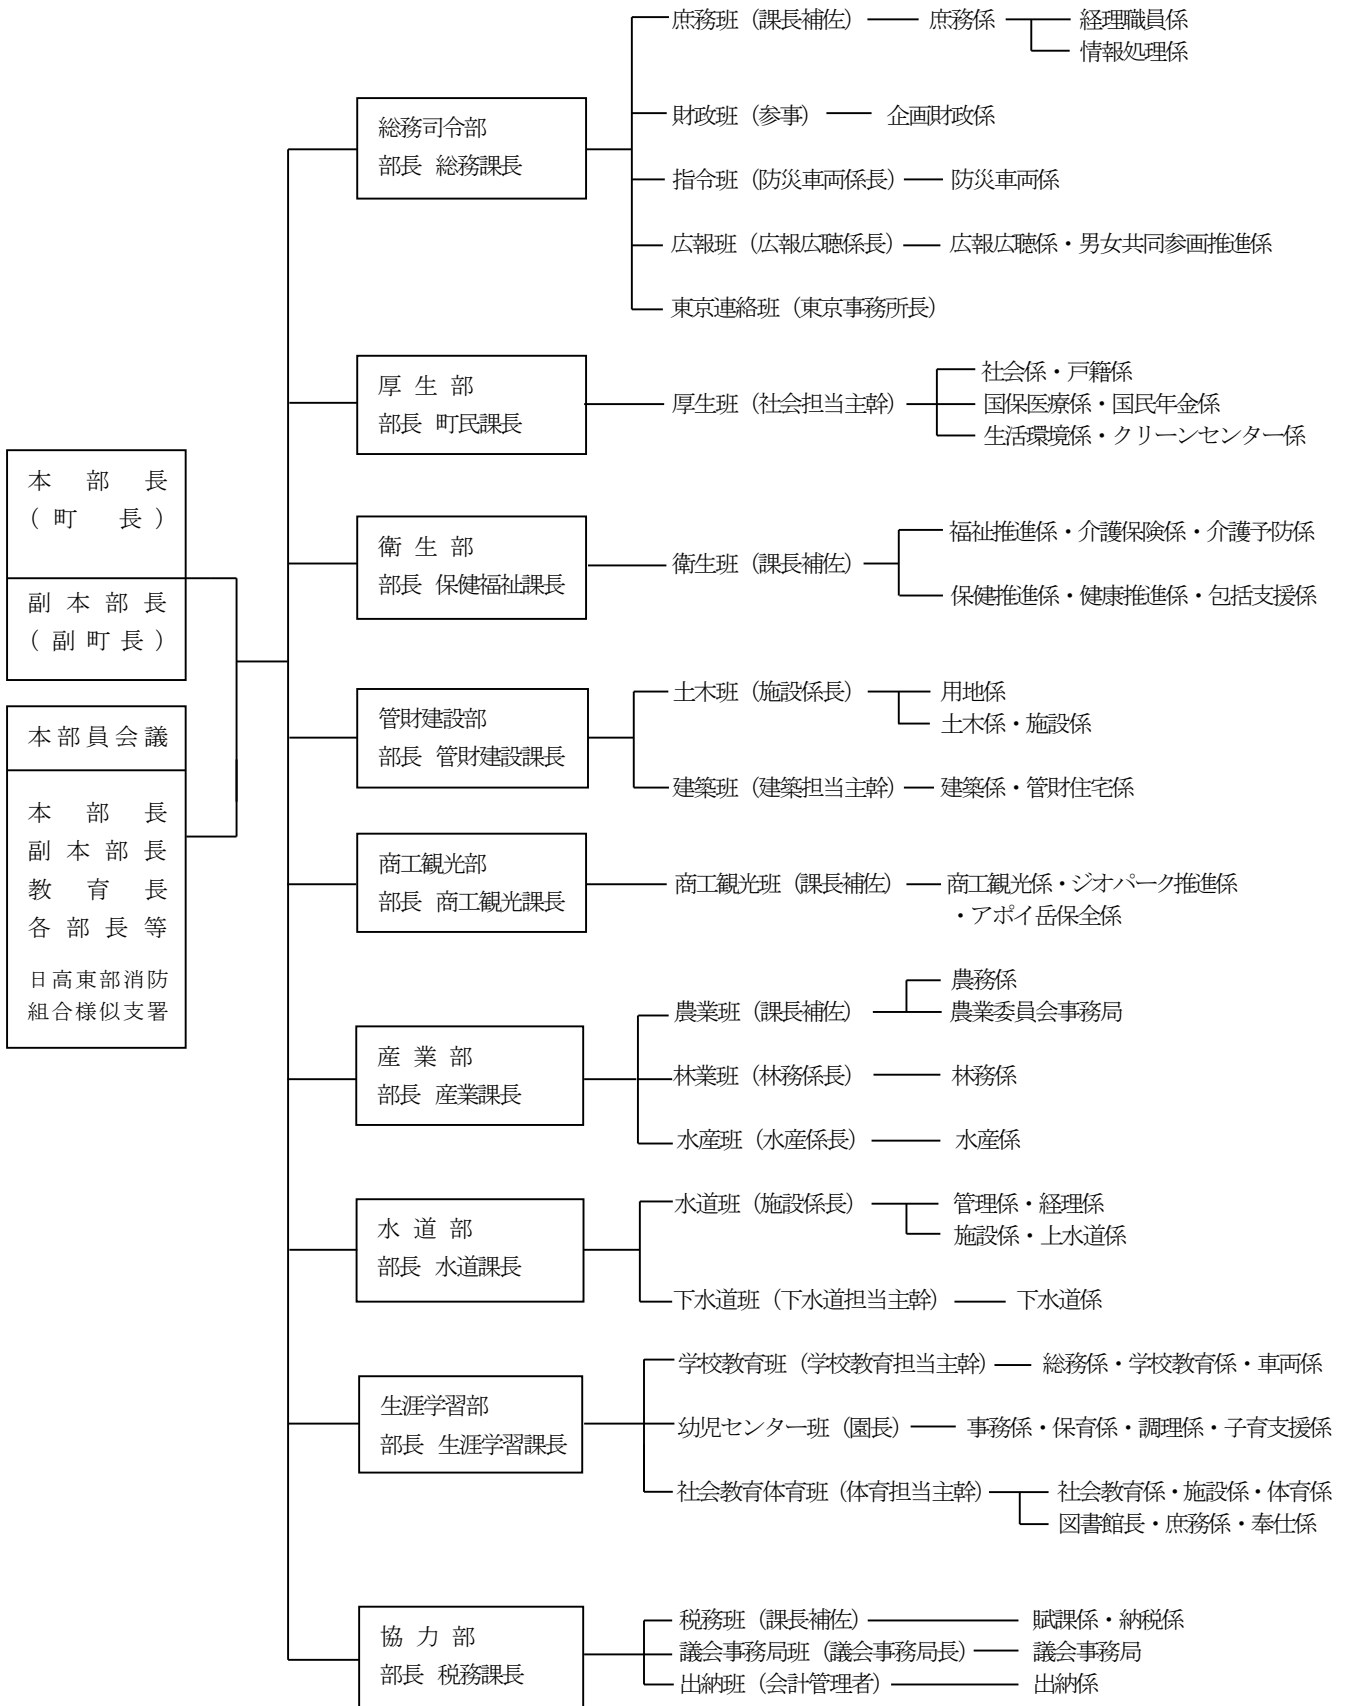 本部長
(町長)
副本部長
(副町長)
本部員会議
本部長
副本部長
教育長
各部長等
日高東部消防
組合様似支署
総務司令部
部長 総務課長
庶務班（課長補佐） 庶務係 経理職員係
情報処理係
財政班（参事） 企画財政係
指令班（防災車両係長） 防災車両係
広報班（広報広聴係長） 広報広聴係・男女共同参画推進係
東京連絡班（東京事務所長）
厚生部
部長 町民課長
厚生班（社会担当主幹）
社会係・戸籍係
国保医療係・国民年金係
生活環境係・クリーンセンター係
衛生部
部長 保健福祉課長
衛生班（課長補佐）
福祉推進係・介護保険係・介護予防係
保健推進係・健康推進係・包括支援係
管財建設部
部長 管財建設課長
土木班（施設係長） 用地係
土木係・施設係
建築班（建築担当主幹） 建築係・管財住宅係
商工観光部
部長 商工観光課長
商工観光班（課長補佐） 商工観光係・ジオパーク推進係
・アポイ岳保全係
産業部
部長 産業課長
農業班（課長補佐） 農務係
農業委員会事務局
林業班（林務係長） 林務係
水産班（水産係長） 水産係
水道部
部長 水道課長
水道班（施設係長） 管理係・経理係
施設係・上水道係
下水道班（下水道担当主幹） 下水道係
生涯学習部
部長 生涯学習課長
学校教育班（学校教育担当主幹） 総務係・学校教育係・車両係
幼児センター班（園長） 事務係・保育係・調理係・子育支援係
社会教育体育班（体育担当主幹） 社会教育係・施設係・体育係
図書館長・庶務係・奉仕係
協力部
部長 税務課長
税務班（課長補佐） 賦課係・納税係
議会事務局班（議会事務局長） 議会事務局
出納班（会計管理者） 出納係